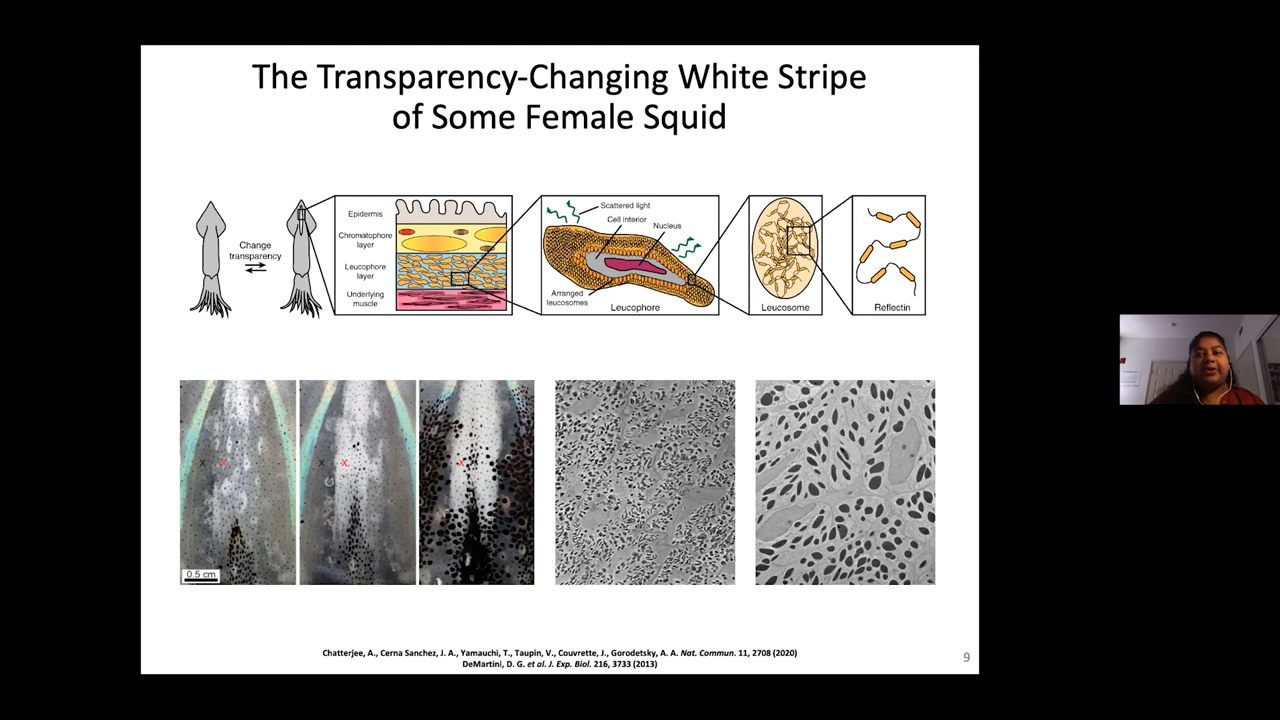 The Transparency-Changing White Stripe
of Some Female Squid
Change
transparency
Epidermis
Chromatophore
layer
Leucophore
layer
Underlying
muscle
Scattered light
Cell interior
Nucleus
Arranged
leucosomes
Leucophore
Leucosome
Reflectin
X X
X X
X
0.5 cm
Chatterjee, A., Cerna Sanchez, J. A., Yamauchi, T., Taupin, V., Couvrette, J., Gorodetsky, A. A. Nat. Commun. 11, 2708 (2020)
DeMartini, D. G. et al. J. Exp. Biol. 216, 3733 (2013)
9